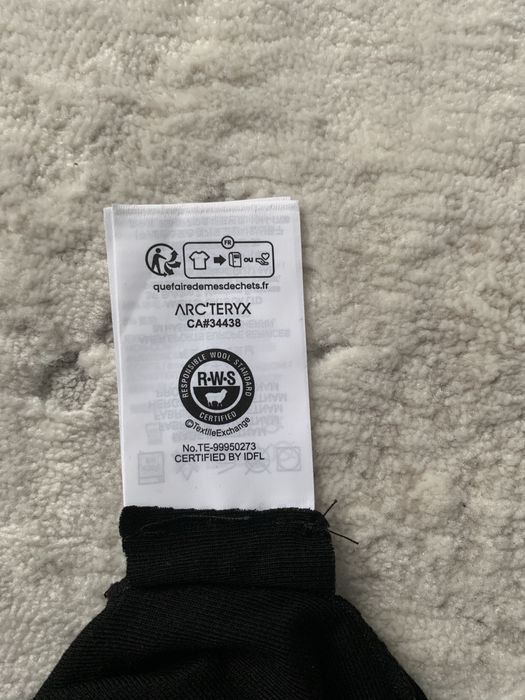 FR
OU
quefairedemesdechets.fr
ARC'TERYX
CA#34438
RESPONSIBLE WOOL STANDARD
R·W·S
CERTIFIED
©TextileExchange
No.TE-99950273
CERTIFIED BY IDFL